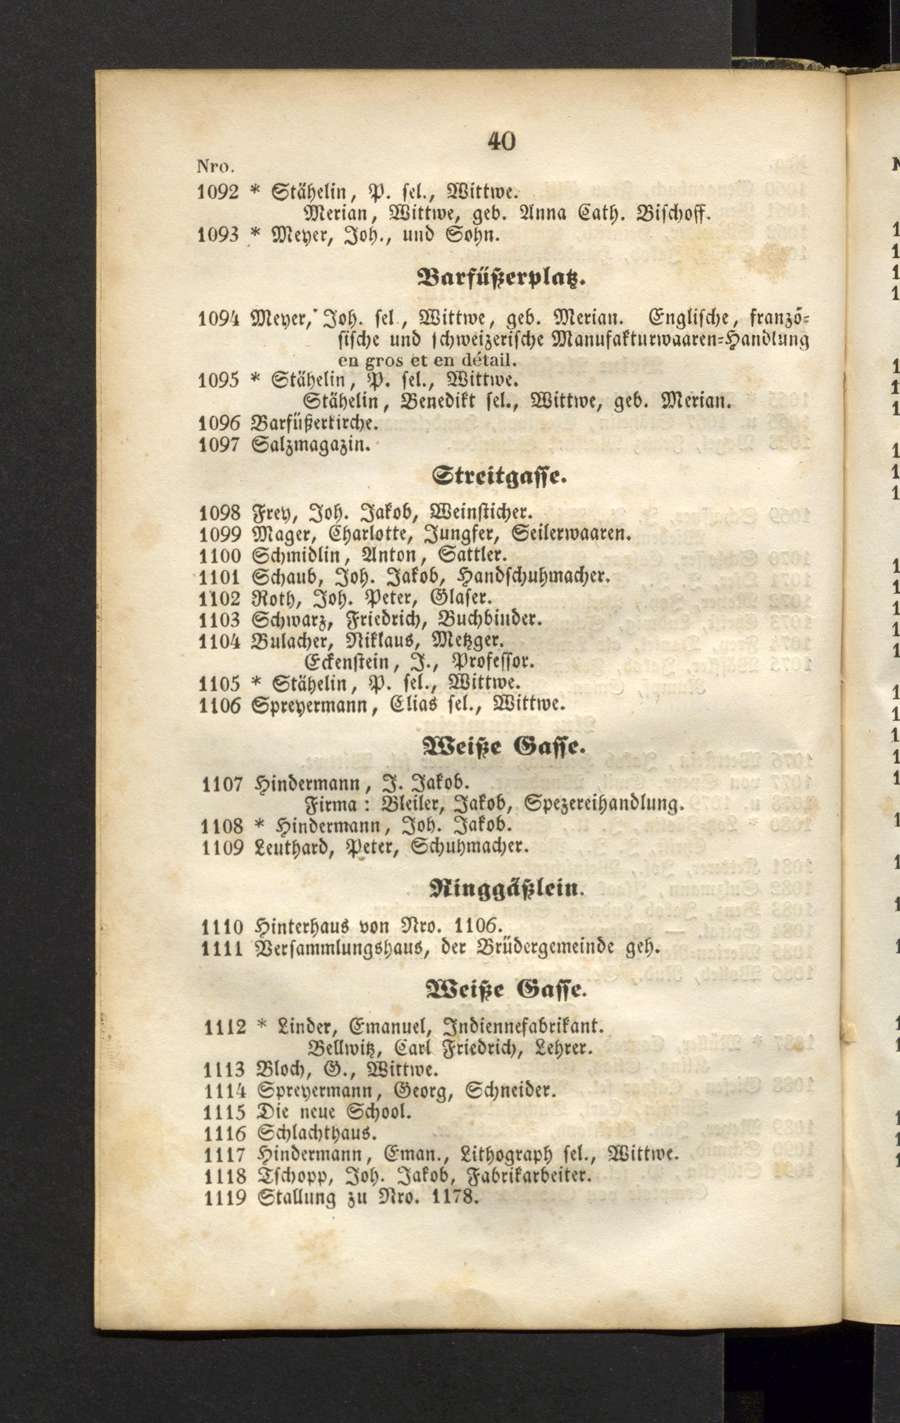 40
Nro.
1092 * Stähelin, P. sel., Wittwe.
Merian, Wittwe, geb. Anna Cath. Bischoff.
1093 * Meyer, Joh., und Sohn.
Barfüßerplatz.
1094 Meyer, Joh. sel., Wittwe, geb. Merian. Englische, franzö-
sische und schweizerische Manufakturwaaren-Handlung
en gros et en détail.
1095 * Stähelin, P. sel., Wittwe.
Stähelin, Benedikt sel., Wittwe, geb. Merian.
1096 Barfüßerkirche.
1097 Salzmagazin.
Streitgasse.
1098 Frey, Joh. Jakob, Weinsticher.
1099 Mager, Charlotte, Jungfer, Seilerwaaren.
1100 Schmidlin, Anton, Sattler.
1101 Schaub, Joh. Jakob, Handschuhmacher.
1102 Roth, Joh. Peter, Glaser.
1103 Schwarz, Friedrich, Buchbinder.
1104 Bulacher, Niklaus, Metzger.
Eckenstein, J., Professor.
1105 * Stähelin, P. sel., Wittwe.
1106 Spreyermann, Elias sel., Wittwe.
Weiße Gasse.
1107 Hindermann, J. Jakob.
Firma : Bleiler, Jakob, Spezereihandlung.
1108 * Hindermann, Joh. Jakob.
1109 Leuthard, Peter, Schuhmacher.
Ringgäßlein.
1110 Hinterhaus von Nro. 1106.
1111 Versammlungshaus, der Brüdergemeinde geh.
Weiße Gasse.
1112 * Linder, Emanuel, Indiennefabrikant.
Bellwitz, Carl Friedrich, Lehrer.
1113 Bloch, G., Wittwe.
1114 Spreyermann, Georg, Schneider.
1115 Die neue School.
1116 Schlachthaus.
1117 Hindermann, Eman., Lithograph sel., Wittwe.
1118 Tschopp, Joh. Jakob, Fabrikarbeiter.
1119 Stallung zu Nro. 1178.